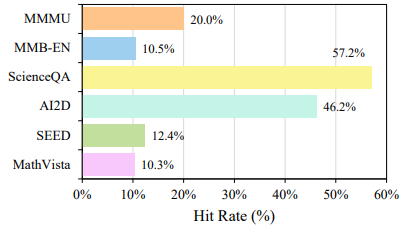 MMMU 20.0%
MMB-EN 10.5%
57.2%
ScienceQA
AI2D 46.2%
SEED 12.4%
MathVista 10.3%
0% 10% 20% 30% 40% 50% 60%
Hit Rate (%)